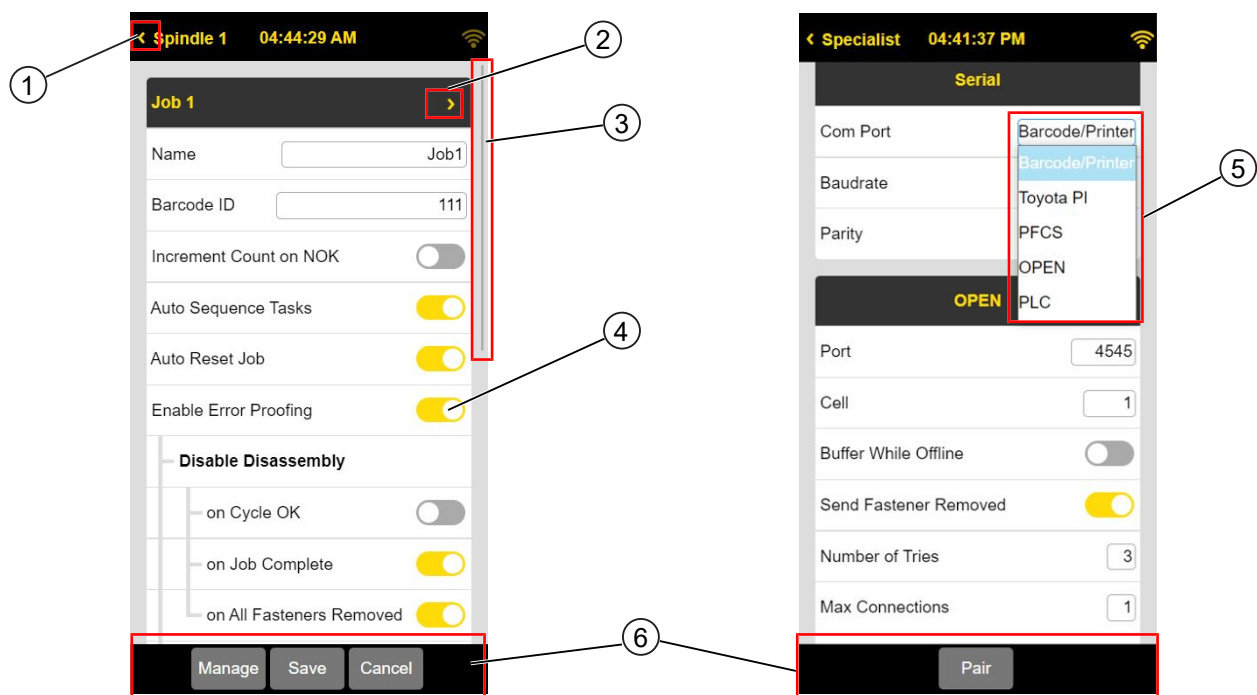 < Spindle 1 04:44:29 AM
1
2
Job 1 >
3
Name Job1
Barcode ID 111
Increment Count on NOK
Auto Sequence Tasks
Auto Reset Job
4
Enable Error Proofing
Disable Disassembly
on Cycle OK
on Job Complete
on All Fasteners Removed
6
Manage Save Cancel
< Specialist 04:41:37 PM
Serial
Com Port Barcode/Printer
Barcode/Printer
5
Baudrate
Toyota PI
Parity PFCS
OPEN
OPEN PLC
Port 4545
Cell 1
Buffer While Offline
Send Fastener Removed
Number of Tries 3
Max Connections 1
Pair